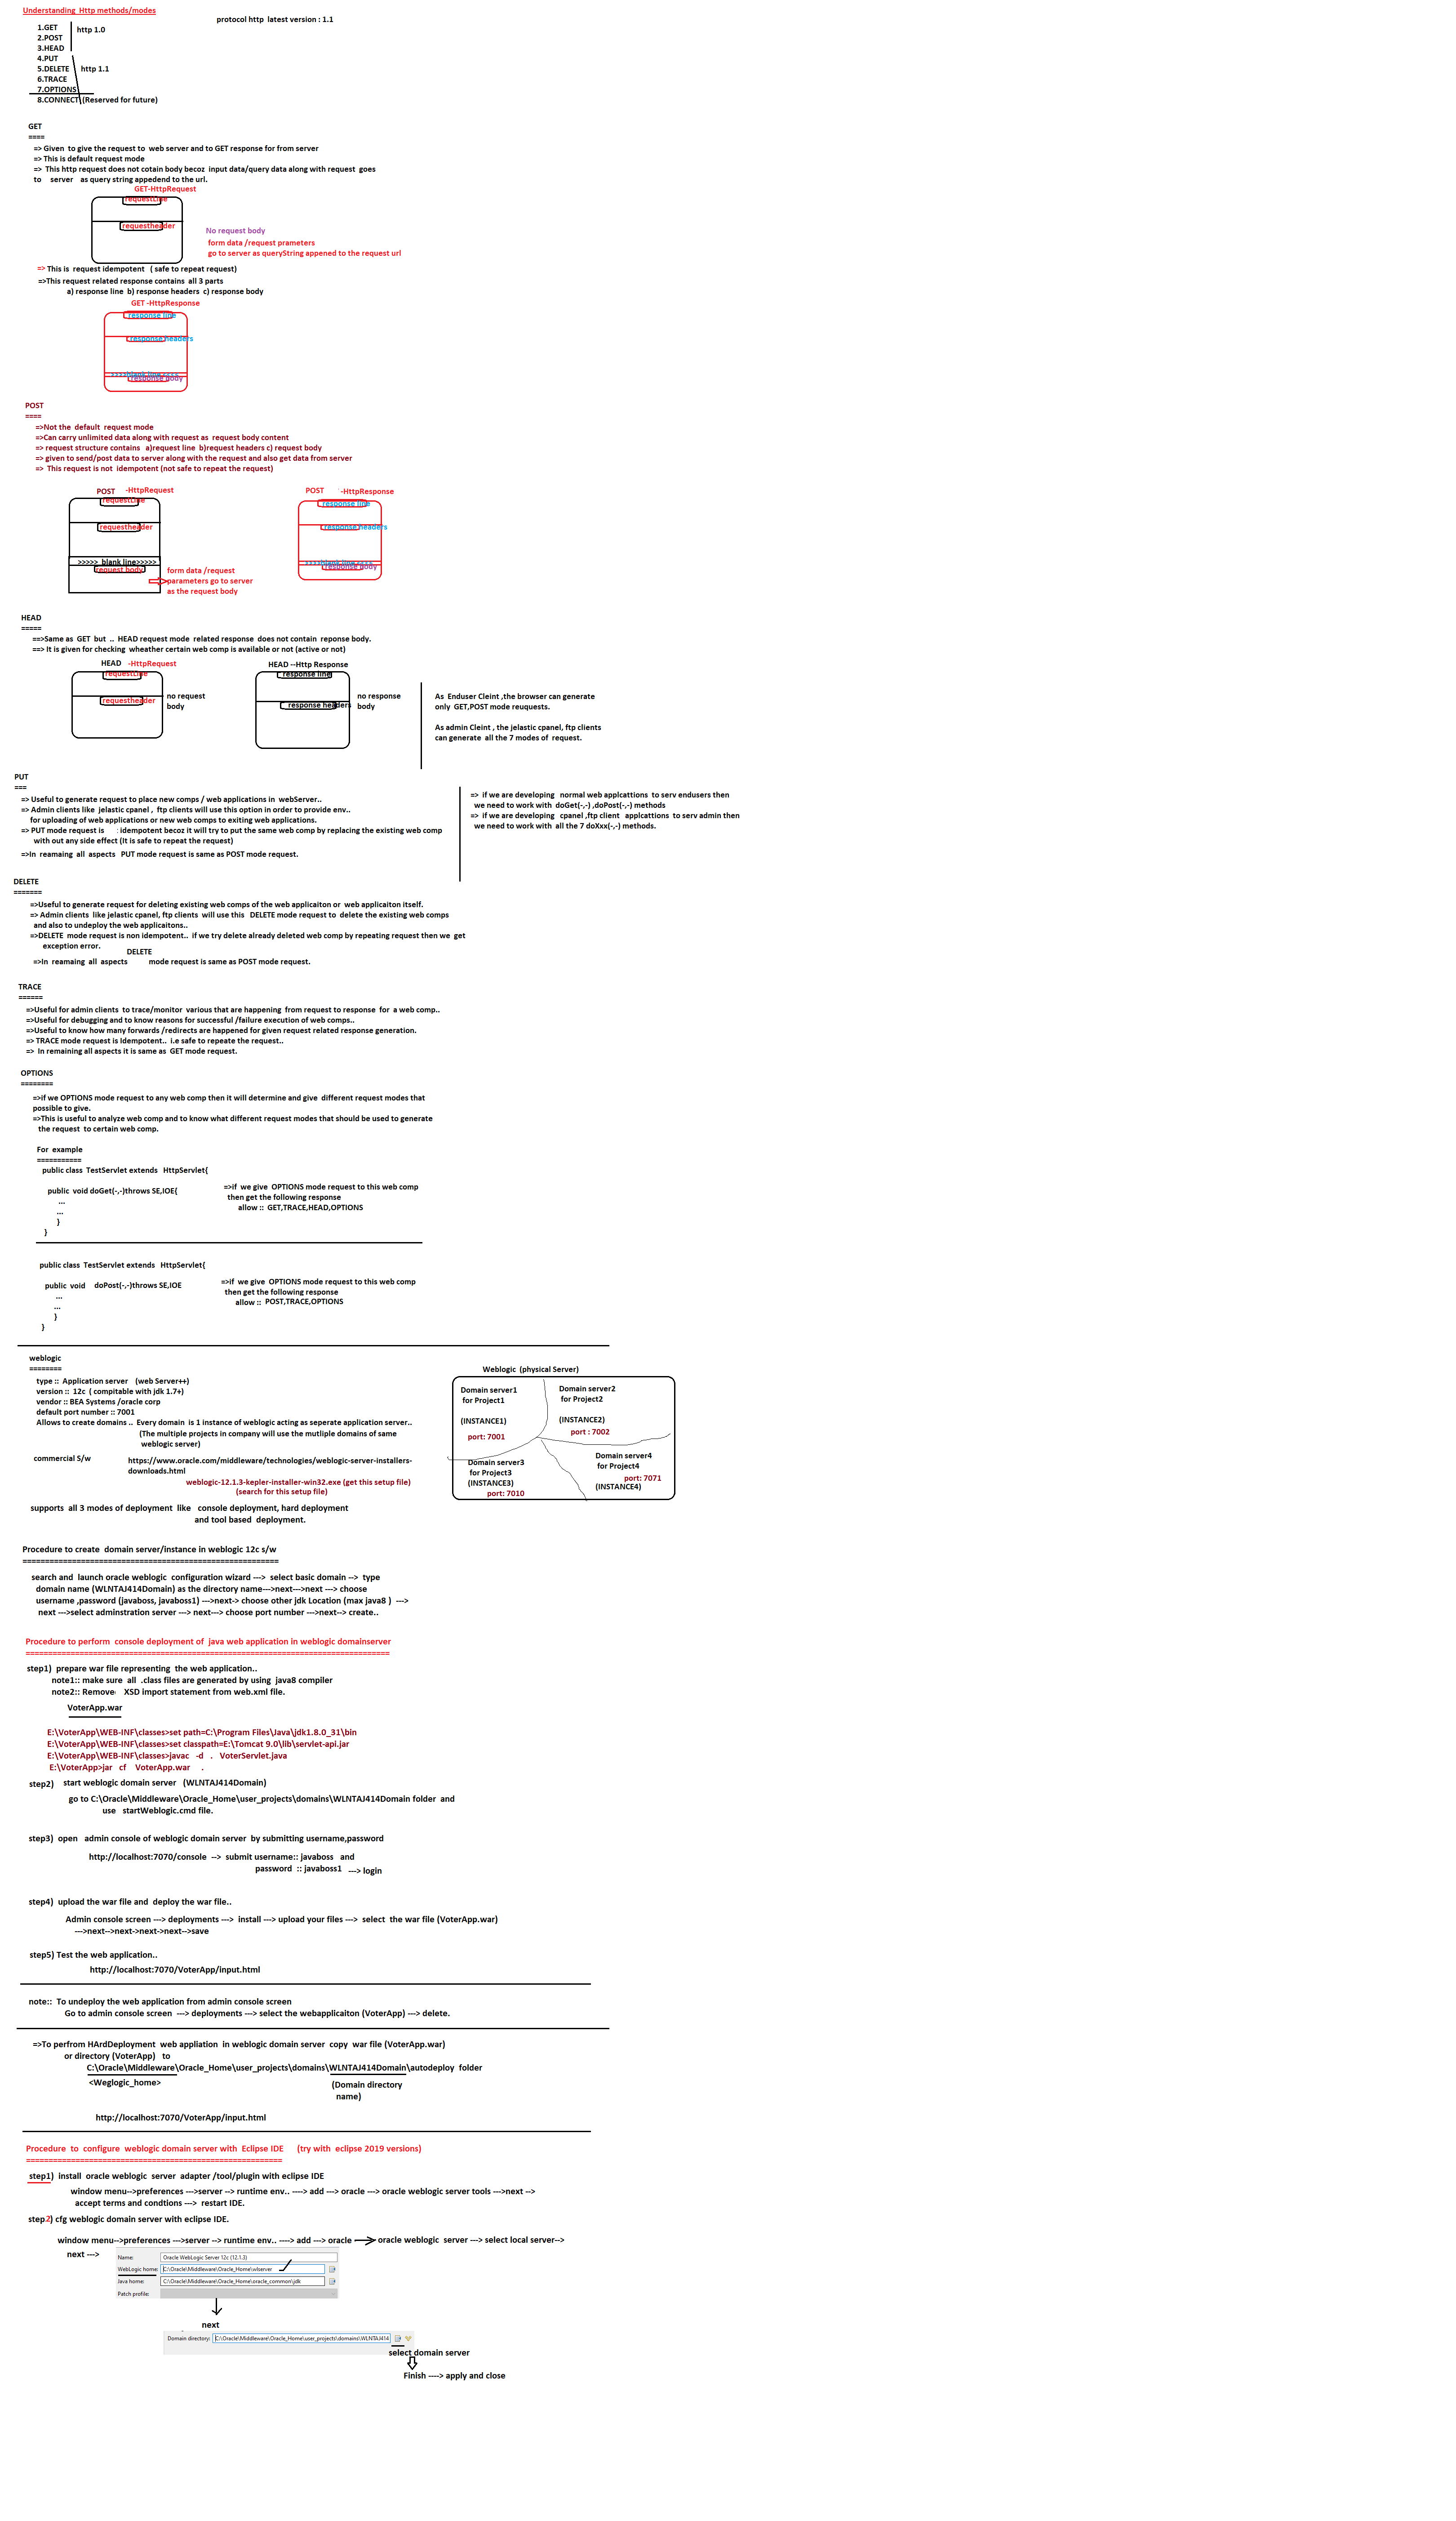 Understanding  Http methods/modes
protocol http  latest version : 1.1
1.GET
2.POST
3.HEAD
4.PUT
5.DELETE
6.TRACE
7.OPTIONS
8.CONNECT (Reserved for future)
http 1.0
http 1.1
GET
====
=> Given  to give the request to  web server and to GET response for from server
=> This is default request mode
=>  This http request does not cotain body becoz  input data/query data along with request  goes
to    server   as query string appedend to the url.
GET-HttpRequest
requestLine
requestheader
No request body
form data /request prameters
go to server as queryString appened to the request url
=> This is  request idempotent   ( safe to repeat request)
=>This request related response contains  all 3 parts
a) response line  b) response headers  c) response body
GET -HttpResponse
response line
response headers
>>>>blank line<<<<
response body
POST
====
=>Not the  default  request mode
=>Can carry unlimited data along with request as  request body content
=> request structure contains   a)request line  b)request headers c) request body
=> given to send/post data to server along with the request and also get data from server
=>  This request is not  idempotent (not safe to repeat the request)
POST    -HttpRequest
requestLine
requestheader
>>>>>  blank line>>>>>
request body
form data /request
parameters go to server
as the request body
POST    -HttpResponse
response line
response headers
>>>>blank line<<<<
response body
HEAD
=====
==>Same as  GET  but  ..  HEAD request mode  related response  does not contain  reponse body.
==> It is given for checking  wheather certain web comp is available or not (active or not)
HEAD   -HttpRequest
requestLine
requestheader
no request
body
HEAD --Http Response
response line
response headers
no response
body
As  Enduser Cleint ,the browser can generate
only  GET,POST mode reuquests.
As admin Cleint , the jelastic cpanel, ftp clients
can generate  all the 7 modes of  request.
PUT
===
=> Useful to generate request to place new comps / web applications in  webServer..
=> Admin clients like  jelastic cpanel ,  ftp clients will use this option in order to provide env..
for uploading of web applications or new web comps to exiting web applications.
=> PUT mode request is     : idempotent becoz it will try to put the same web comp by replacing the existing web comp
with out any side effect (It is safe to repeat the request)
=>In  reamaing  all  aspects   PUT mode request is same as POST mode request.
=>  if we are developing   normal web applcattions  to serv endusers then
we need to work with  doGet(-,-) ,doPost(-,-) methods
=>  if we are developing   cpanel ,ftp client   applcattions  to serv admin then
we need to work with  all the 7 doXxx(-,-) methods.
DELETE
=======
=>Useful to generate request for deleting existing web comps of the web applicaiton or  web applicaiton itself.
=> Admin clients  like jelastic cpanel, ftp clients  will use this   DELETE mode request to  delete the existing web comps
and also to undeploy the web applicaitons..
=>DELETE  mode request is non idempotent..  if we try delete already deleted web comp by repeating request then we  get
exception error.
DELETE
=>In  reamaing  all  aspects        mode request is same as POST mode request.
TRACE
======
=>Useful for admin clients  to trace/monitor  various that are happening  from request to response  for  a web comp..
=>Useful for debugging and to know reasons for successful /failure execution of web comps..
=>Useful to know how many forwards /redirects are happened for given request related response generation.
=> TRACE mode request is Idempotent..  i.e safe to repeate the request..
=>  In remaining all aspects it is same as  GET mode request.
OPTIONS
========
=>if we OPTIONS mode request to any web comp then it will determine and give  different request modes that
possible to give.
=>This is useful to analyze web comp and to know what different request modes that should be used to generate
the request  to certain web comp.
For  example
===========
public class  TestServlet extends   HttpServlet{
public  void doGet(-,-)throws SE,IOE{
...
...
}
}
=>if  we give  OPTIONS mode request to this web comp
then get the following response
allow ::  GET,TRACE,HEAD,OPTIONS
public class  TestServlet extends   HttpServlet{
public  void    doPost(-,-)throws SE,IOE
...
...
}
}
=>if  we give  OPTIONS mode request to this web comp
then get the following response
allow ::  POST,TRACE,OPTIONS
weblogic
========
type ::  Application server    (web Server++)
version ::  12c  ( compitable with jdk 1.7+)
vendor :: BEA Systems /oracle corp
default port number :: 7001
Allows to create domains ..  Every domain  is 1 instance of weblogic acting as seperate application server..
(The multiple projects in company will use the mutliple domains of same
weblogic server)
commercial S/w
https://www.oracle.com/middleware/technologies/weblogic-server-installers-
downloads.html
weblogic-12.1.3-kepler-installer-win32.exe (get this setup file)
(search for this setup file)
supports  all 3 modes of deployment  like   console deployment, hard deployment
and tool based  deployment.
Weblogic  (physical Server)
Domain server1
for Project1
(INSTANCE1)
port: 7001
Domain server2
for Project2
(INSTANCE2)
port : 7002
Domain server3
for Project3
(INSTANCE3)
port: 7010
Domain server4
for Project4
port: 7071
(INSTANCE4)
Procedure to create  domain server/instance in weblogic 12c s/w
=========================================================
search and  launch oracle weblogic  configuration wizard ---> select basic domain --> type
domain name (WLNTAJ414Domain) as the directory name--->next--->next ---> choose
username ,password (javaboss, javaboss1) --->next-> choose other jdk Location (max java8 )  --->
next --->select adminstration server ---> next---> choose port number --->next--> create..
Procedure to perform  console deployment of  java web application in weblogic domainserver
=================================================================================
step1)  prepare war file representing  the web application..
note1:: make sure  all  .class files are generated by using  java8 compiler
note2:: Remove   XSD import statement from web.xml file.
VoterApp.war
E:\VoterApp\WEB-INF\classes>set path=C:\Program Files\Java\jdk1.8.0_31\bin
E:\VoterApp\WEB-INF\classes>set classpath=E:\Tomcat 9.0\lib\servlet-api.jar
E:\VoterApp\WEB-INF\classes>javac   -d   .   VoterServlet.java
E:\VoterApp>jar   cf    VoterApp.war     .
step2)    start weblogic domain server   (WLNTAJ414Domain)
go to C:\Oracle\Middleware\Oracle_Home\user_projects\domains\WLNTAJ414Domain folder  and
use   startWeblogic.cmd file.
step3)  open   admin console of weblogic domain server  by submitting username,password
http://localhost:7070/console  -->  submit username:: javaboss   and
password  :: javaboss1   ---> login
step4)  upload the war file and  deploy the war file..
Admin console screen ---> deployments --->  install ---> upload your files --->  select  the war file (VoterApp.war)
--->next-->next->next->next-->save
step5) Test the web application..
http://localhost:7070/VoterApp/input.html
note::  To undeploy the web application from admin console screen
Go to admin console screen  ---> deployments ---> select the webapplicaiton (VoterApp) ---> delete.
=>To perfrom HArdDeployment  web appliation  in weblogic domain server  copy  war file (VoterApp.war)
or directory (VoterApp)   to
C:\Oracle\Middleware\Oracle_Home\user_projects\domains\WLNTAJ414Domain\autodeploy  folder
<Weglogic_home>
(Domain directory
name)
http://localhost:7070/VoterApp/input.html
Procedure  to  configure  weblogic domain server with  Eclipse IDE      (try with  eclipse 2019 versions)
=========================================================
step1)  install  oracle weblogic  server  adapter /tool/plugin with eclipse IDE
window menu-->preferences --->server --> runtime env.. ----> add ---> oracle ---> oracle weblogic server tools --->next -->
accept terms and condtions --->  restart IDE.
step2) cfg weblogic domain server with eclipse IDE.
window menu-->preferences --->server --> runtime env.. ----> add ---> oracle      oracle weblogic  server ---> select local server-->
next --->
Name: Oracle WebLogic Server 12c (12.1.3)
WebLogic home: C:\Oracle\Middleware\Oracle_Home\wlserver
Java home: C:\Oracle\Middleware\Oracle_Home\oracle_common\jdk
Patch profile:
next
Domain directory: C:\Oracle\Middleware\Oracle_Home\user_projects\domains\WLNTAJ414
select domain server
Finish ----> apply and close